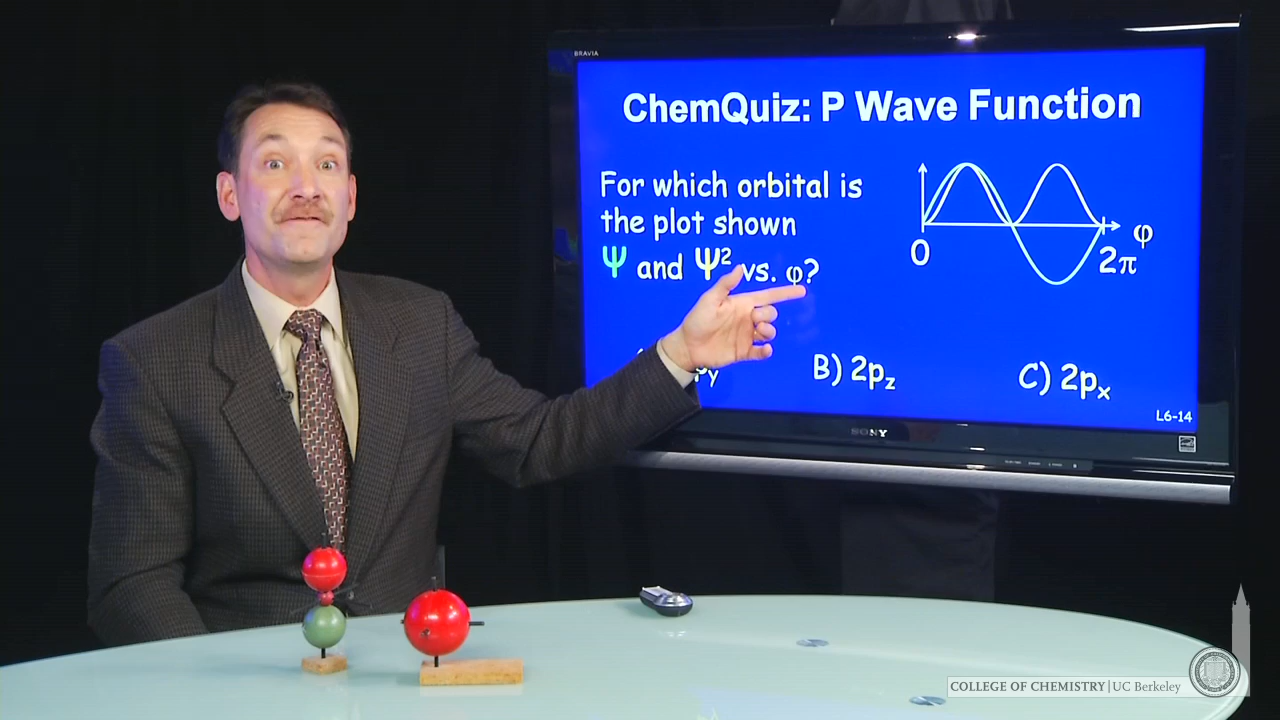 BRAVIA
ChemQuiz: P Wave Function
For which orbital is
the plot shown
Ψ and Ψ² vs. φ?
0
2π
φ
B) 2pz
C) 2px
L6-14
SONY
COLLEGE OF CHEMISTRY | UC Berkeley